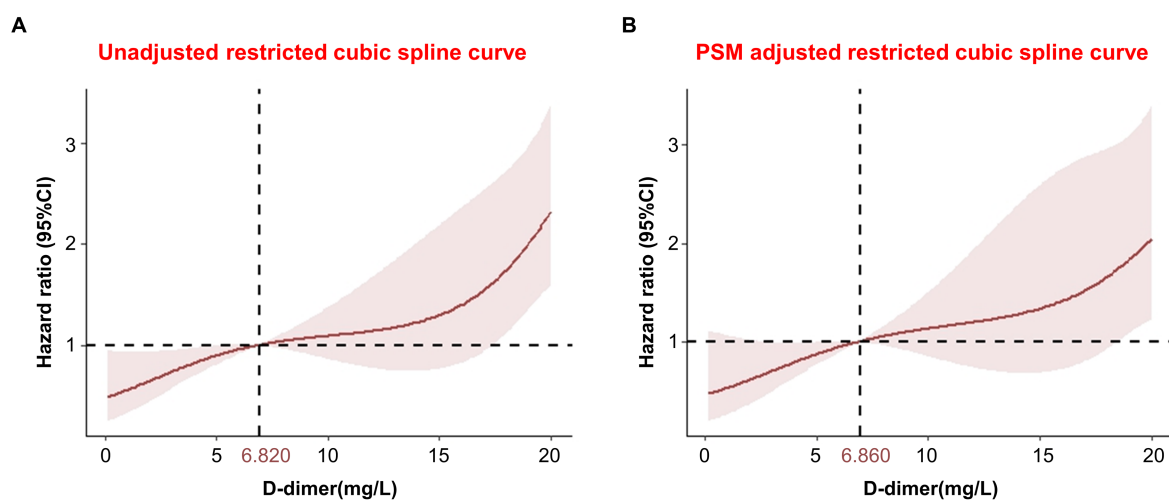 A
Unadjusted restricted cubic spline curve
Hazard ratio (95%CI)
3
2
1
0 5 6.820 10 15 20
D-dimer(mg/L)
B
PSM adjusted restricted cubic spline curve
Hazard ratio (95%CI)
3
2
1
0 5 6.860 10 15 20
D-dimer(mg/L)